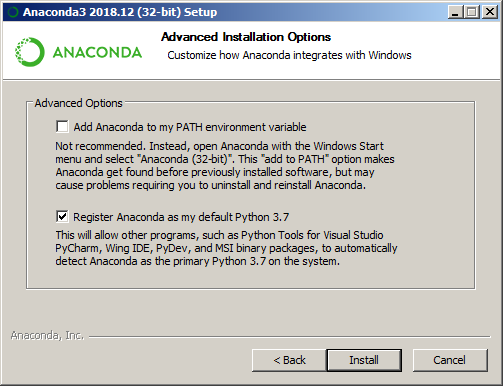 Anaconda3 2018.12 (32-bit) Setup
ANACONDA
Advanced Installation Options
Customize how Anaconda integrates with Windows
Advanced Options
Add Anaconda to my PATH environment variable
Not recommended. Instead, open Anaconda with the Windows Start
menu and select "Anaconda (32-bit)". This "add to PATH" option makes
Anaconda get found before previously installed software, but may
cause problems requiring you to uninstall and reinstall Anaconda.
Register Anaconda as my default Python 3.7
This will allow other programs, such as Python Tools for Visual Studio
PyCharm, Wing IDE, PyDev, and MSI binary packages, to automatically
detect Anaconda as the primary Python 3.7 on the system.
Anaconda, Inc.
< Back
Install
Cancel